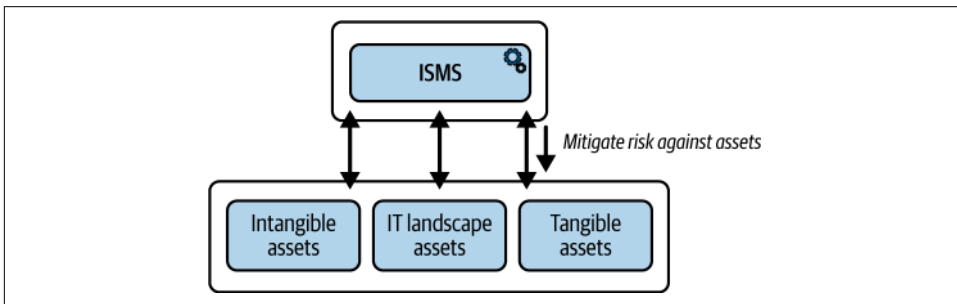 ISMS
Mitigate risk against assets
Intangible
assets
IT landscape
assets
Tangible
assets